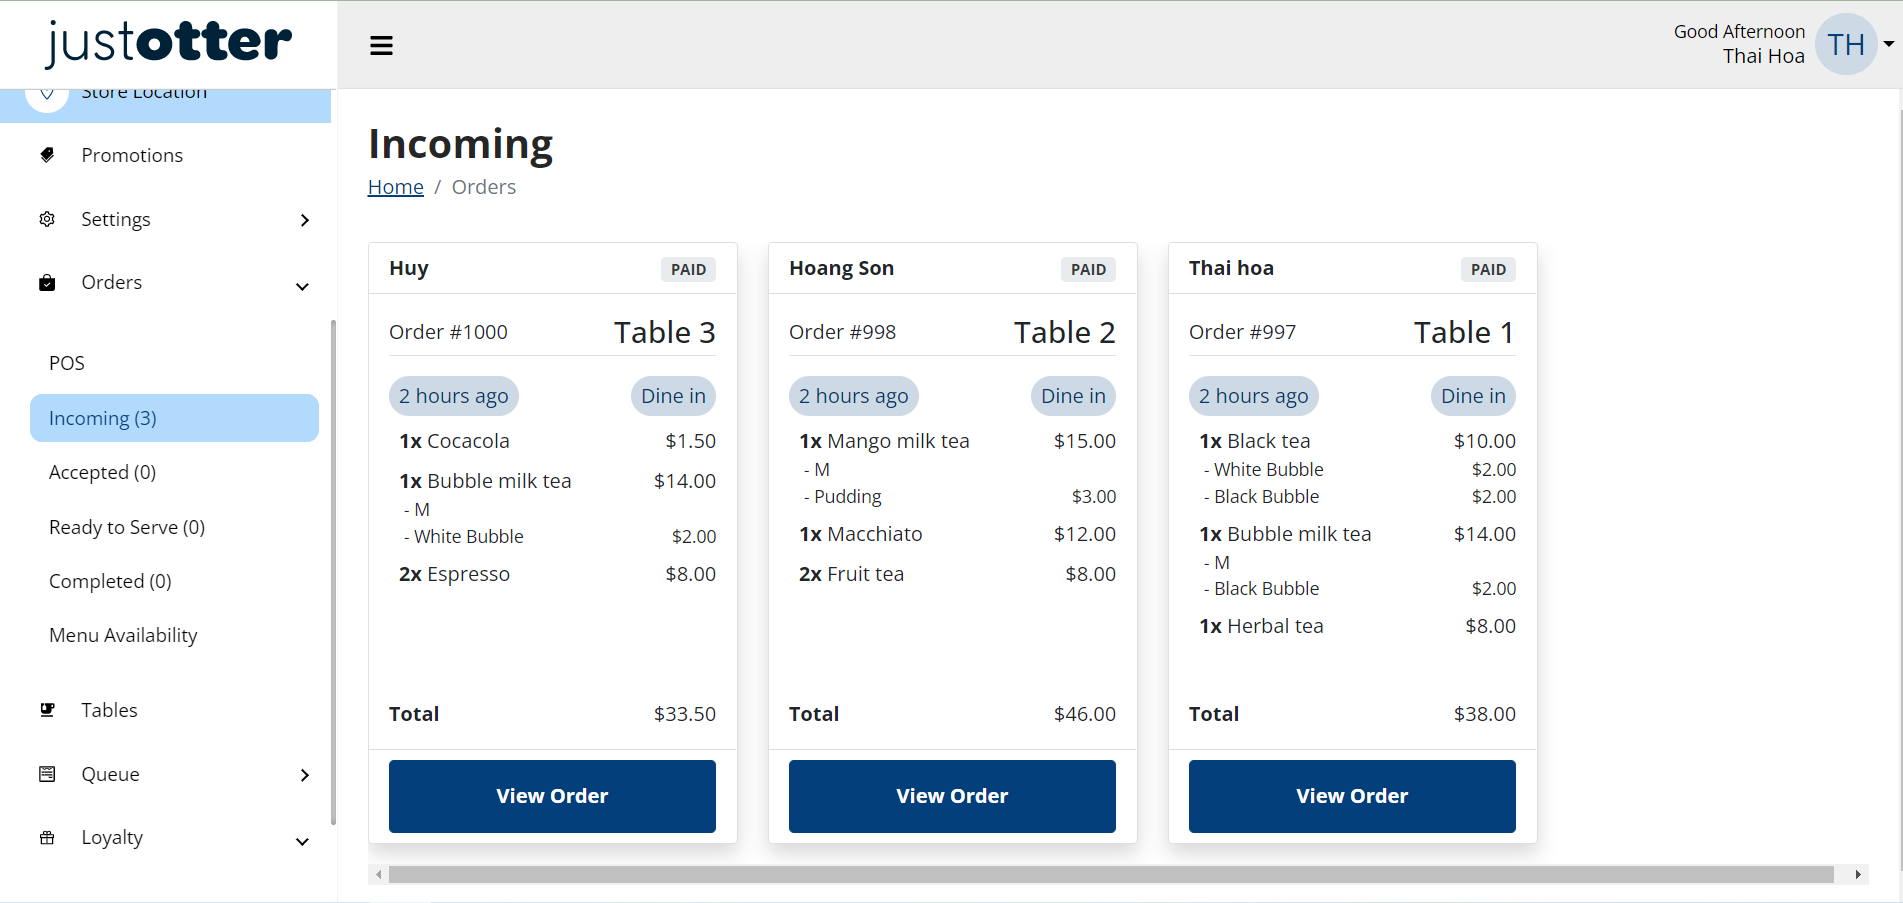 justotter
Good Afternoon
Thai Hoa
TH
Store Location
Promotions
Settings
Orders
POS
Incoming (3)
Accepted (0)
Ready to Serve (0)
Completed (0)
Menu Availability
Tables
Queue
Loyalty
Incoming
Home / Orders
Huy PAID
Order #1000 Table 3
2 hours ago Dine in
1x Cocacola $1.50
1x Bubble milk tea $14.00
- M
- White Bubble $2.00
2x Espresso $8.00
Total $33.50
View Order
Hoang Son PAID
Order #998 Table 2
2 hours ago Dine in
1x Mango milk tea $15.00
- M
- Pudding $3.00
1x Macchiato $12.00
2x Fruit tea $8.00
Total $46.00
View Order
Thai hoa PAID
Order #997 Table 1
2 hours ago Dine in
1x Black tea $10.00
- White Bubble $2.00
- Black Bubble $2.00
1x Bubble milk tea $14.00
- M
- Black Bubble $2.00
1x Herbal tea $8.00
Total $38.00
View Order